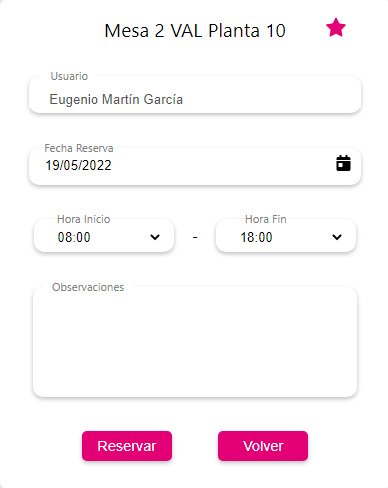 Mesa 2 VAL Planta 10
Usuario
Eugenio Martín García
Fecha Reserva
19/05/2022
Hora Inicio Hora Fin
08:00 - 18:00
Observaciones
Reservar Volver